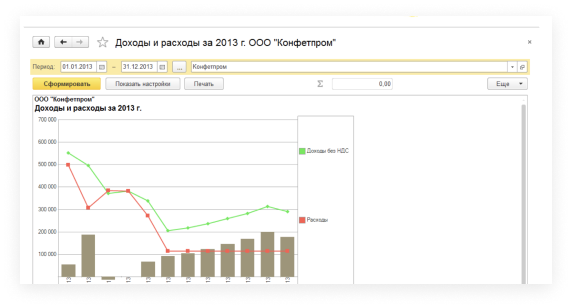 Доходы и расходы за 2013 г. ООО "Конфетпром"
Период: 01.01.2013 – 31.12.2013 ... Конфетпром
Сформировать Показать настройки Печать Σ 0,00 Еще
ООО "Конфетпром"
Доходы и расходы за 2013 г.
700 000
600 000
500 000
400 000
300 000
200 000
100 000
Доходы без НДС
Расходы